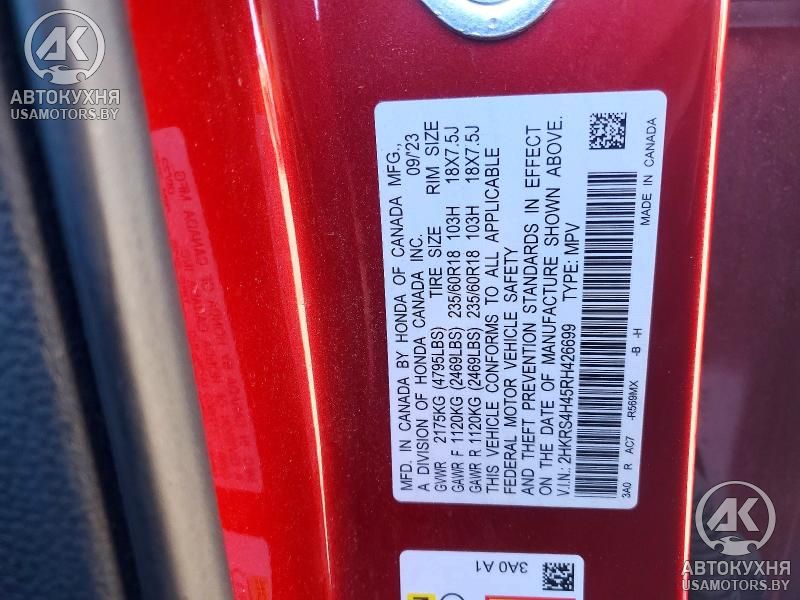 АК
АВТОКУХНЯ
USAMOTORS.BY
MFD. IN CANADA BY HONDA OF CANADA MFG.,
A DIVISION OF HONDA CANADA INC. 09/'23
GVWR 2175KG (4795LBS) TIRE SIZE RIM SIZE
GAWR F 1120KG (2469LBS) 235/60R18 103H 18X7.5J
GAWR R 1120KG (2469LBS) 235/60R18 103H 18X7.5J
THIS VEHICLE CONFORMS TO ALL APPLICABLE
FEDERAL MOTOR VEHICLE SAFETY
AND THEFT PREVENTION STANDARDS IN EFFECT
ON THE DATE OF MANUFACTURE SHOWN ABOVE.
V.I.N.: 2HKRS4H45RH426699 TYPE: MPV
3A0 R AC7 -R569MX -B -H MADE IN CANADA
3A0 A1
АК
АВТОКУХНЯ
USAMOTORS.BY